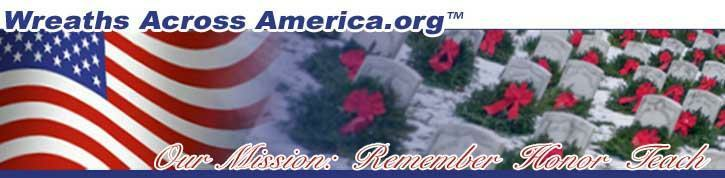 Wreaths Across America.org™
Our Mission: Remember Honor Teach